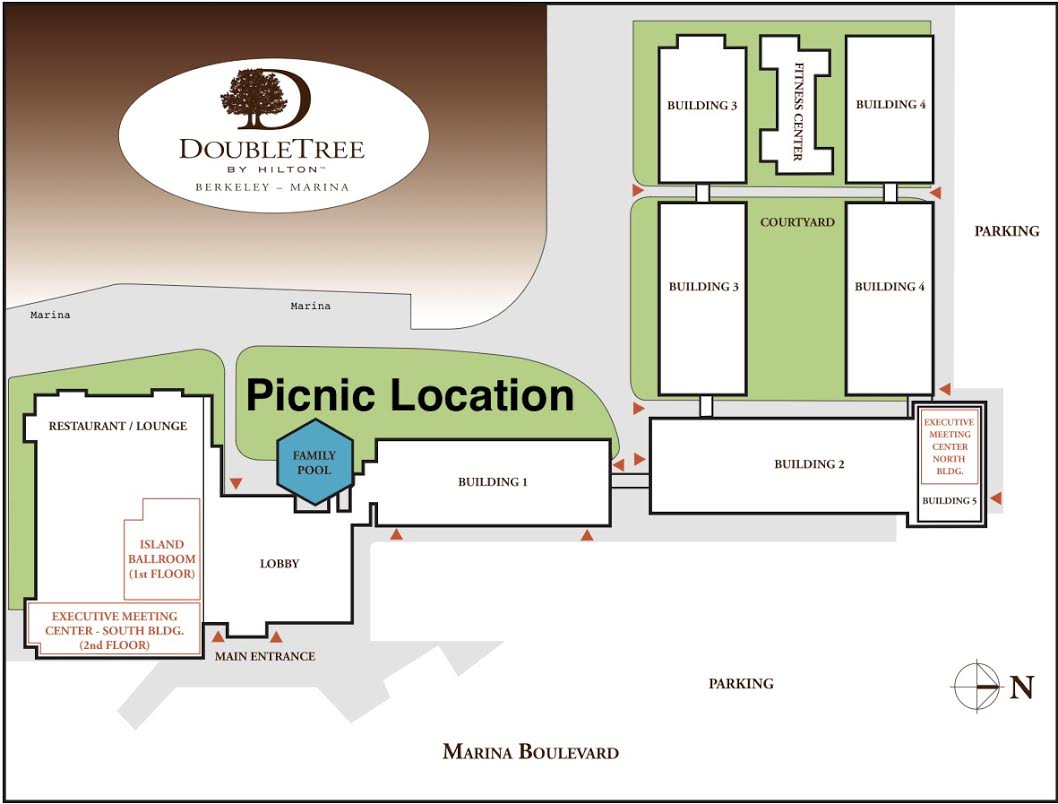 DOUBLETREE
BY HILTON™
BERKELEY – MARINA
BUILDING 3
FITNESS CENTER
BUILDING 4
COURTYARD
PARKING
BUILDING 3
BUILDING 4
Marina
Marina
Picnic Location
RESTAURANT / LOUNGE
FAMILY
POOL
BUILDING 1
BUILDING 2
EXECUTIVE
MEETING
CENTER
NORTH
BLDG.
BUILDING 5
ISLAND
BALLROOM
(1st FLOOR)
LOBBY
EXECUTIVE MEETING
CENTER - SOUTH BLDG.
(2nd FLOOR)
MAIN ENTRANCE
PARKING
N
MARINA BOULEVARD